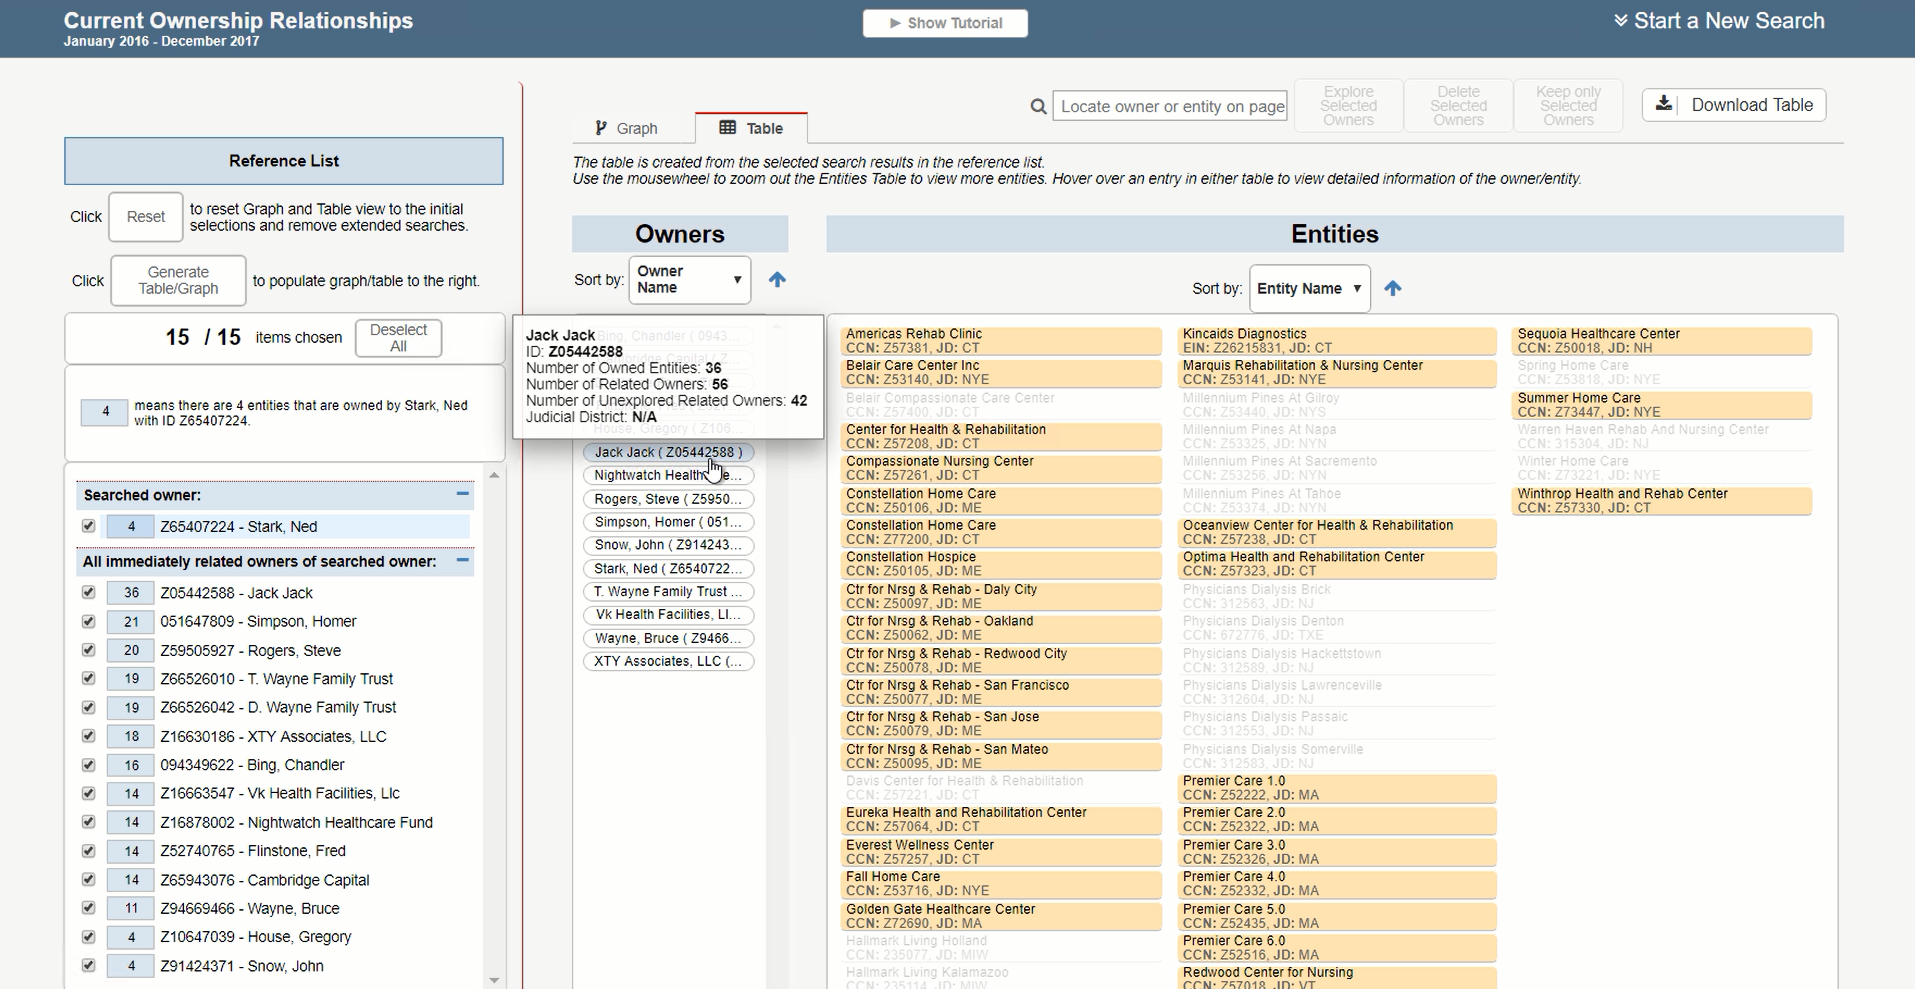 Current Ownership Relationships
January 2016 - December 2017
Show Tutorial
Start a New Search
Reference List
Click Reset to reset Graph and Table view to the initial
selections and remove extended searches.
Click Generate
Table/Graph to populate graph/table to the right.
15 / 15 items chosen Deselect
All
4 means there are 4 entities that are owned by Stark, Ned
with ID Z65407224.
Searched owner:
4 Z65407224 - Stark, Ned
All immediately related owners of searched owner:
36 Z05442588 - Jack Jack
21 051647809 - Simpson, Homer
20 Z59505927 - Rogers, Steve
19 Z66526010 - T. Wayne Family Trust
19 Z66526042 - D. Wayne Family Trust
18 Z16630186 - XTY Associates, LLC
16 094349622 - Bing, Chandler
14 Z16663547 - Vk Health Facilities, Llc
14 Z16878002 - Nightwatch Healthcare Fund
14 Z52740765 - Flinstone, Fred
14 Z65943076 - Cambridge Capital
11 Z94669466 - Wayne, Bruce
4 Z10647039 - House, Gregory
4 Z91424371 - Snow, John
Graph
Table
Locate owner or entity on page
Explore
Selected
Owners
Delete
Selected
Owners
Keep only
Selected
Owners
Download Table
The table is created from the selected search results in the reference list.
Use the mousewheel to zoom out the Entities Table to view more entities. Hover over an entry in either table to view detailed information of the owner/entity.
Owners
Sort by: Owner
Name
Jack Jack
ID: Z05442588
Number of Owned Entities: 36
Number of Related Owners: 56
Number of Unexplored Related Owners: 42
Judicial District: N/A
Bing, Chandler ( 0943...
House, Gregory ( Z106...
Jack Jack ( Z05442588 )
Nightwatch Health
Rogers, Steve ( Z5950...
Simpson, Homer ( 051...
Snow, John ( Z914243...
Stark, Ned ( Z6540722...
T. Wayne Family Trust ...
Vk Health Facilities, Ll...
Wayne, Bruce ( Z9466...
XTY Associates, LLC (...
Entities
Sort by: Entity Name
Americas Rehab Clinic
CCN: Z57381, JD: CT
Belair Care Center Inc
CCN: Z53140, JD: NYE
Belair Compassionate Care Center
CCN: Z57400, JD: CT
Center for Health & Rehabilitation
CCN: Z57208, JD: CT
Compassionate Nursing Center
CCN: Z57261, JD: CT
Constellation Home Care
CCN: Z50106, JD: ME
Constellation Home Care
CCN: Z77200, JD: CT
Constellation Hospice
CCN: Z50105, JD: ME
Ctr for Nrsg & Rehab - Daly City
CCN: Z50097, JD: ME
Ctr for Nrsg & Rehab - Oakland
CCN: Z50062, JD: ME
Ctr for Nrsg & Rehab - Redwood City
CCN: Z50078, JD: ME
Ctr for Nrsg & Rehab - San Francisco
CCN: Z50077, JD: ME
Ctr for Nrsg & Rehab - San Jose
CCN: Z50079, JD: ME
Ctr for Nrsg & Rehab - San Mateo
CCN: Z50095, JD: ME
Davis Center for Health & Rehabilitation
CCN: Z57221, JD: CT
Eureka Health and Rehabilitation Center
CCN: Z57064, JD: CT
Everest Wellness Center
CCN: Z57257, JD: CT
Fall Home Care
CCN: Z53716, JD: NYE
Golden Gate Healthcare Center
CCN: Z72690, JD: MA
Hallmark Living Holland
CCN: 235077, JD: MIW
Hallmark Living Kalamazoo
CCN: 235114, JD: MIW
Kincaids Diagnostics
EIN: Z26215831, JD: CT
Marquis Rehabilitation & Nursing Center
CCN: Z53141, JD: NYE
Millennium Pines At Gilroy
CCN: Z53440, JD: NYS
Millennium Pines At Napa
CCN: Z53325, JD: NYN
Millennium Pines At Sacremento
CCN: Z53256, JD: NYN
Millennium Pines At Tahoe
CCN: Z53374, JD: NYN
Oceanview Center for Health & Rehabilitation
CCN: Z57238, JD: CT
Optima Health and Rehabilitation Center
CCN: Z57323, JD: CT
Physicians Dialysis Brick
CCN: 312563, JD: NJ
Physicians Dialysis Denton
CCN: 672776, JD: TXE
Physicians Dialysis Hackettstown
CCN: 312589, JD: NJ
Physicians Dialysis Lawrenceville
CCN: 312604, JD: NJ
Physicians Dialysis Passaic
CCN: 312553, JD: NJ
Physicians Dialysis Somerville
CCN: 312583, JD: NJ
Premier Care 1.0
CCN: Z52222, JD: MA
Premier Care 2.0
CCN: Z52322, JD: MA
Premier Care 3.0
CCN: Z52326, JD: MA
Premier Care 4.0
CCN: Z52332, JD: MA
Premier Care 5.0
CCN: Z52435, JD: MA
Premier Care 6.0
CCN: Z52516, JD: MA
Redwood Center for Nursing
CCN: Z57018, JD: VT
Sequoia Healthcare Center
CCN: Z50018, JD: NH
Spring Home Care
CCN: Z53818, JD: NYE
Summer Home Care
CCN: Z73447, JD: NYE
Warren Haven Rehab And Nursing Center
CCN: 315304, JD: NJ
Winter Home Care
CCN: Z73221, JD: NYE
Winthrop Health and Rehab Center
CCN: Z57330, JD: CT